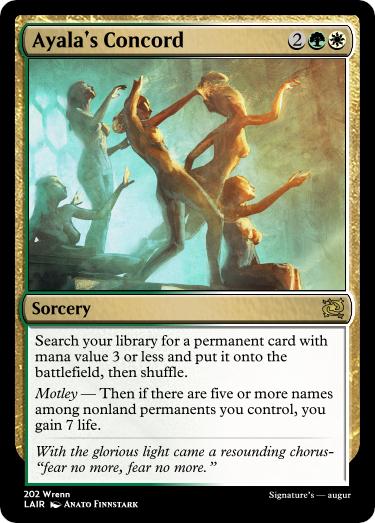 Ayala's Concord 2
Sorcery
Search your library for a permanent card with
mana value 3 or less and put it onto the
battlefield, then shuffle.
Motley — Then if there are five or more names
among nonland permanents you control, you
gain 7 life.
With the glorious light came a resounding chorus-
“fear no more, fear no more.”
202 Wrenn
LAIR Anato Finnstark
Signature's — augur